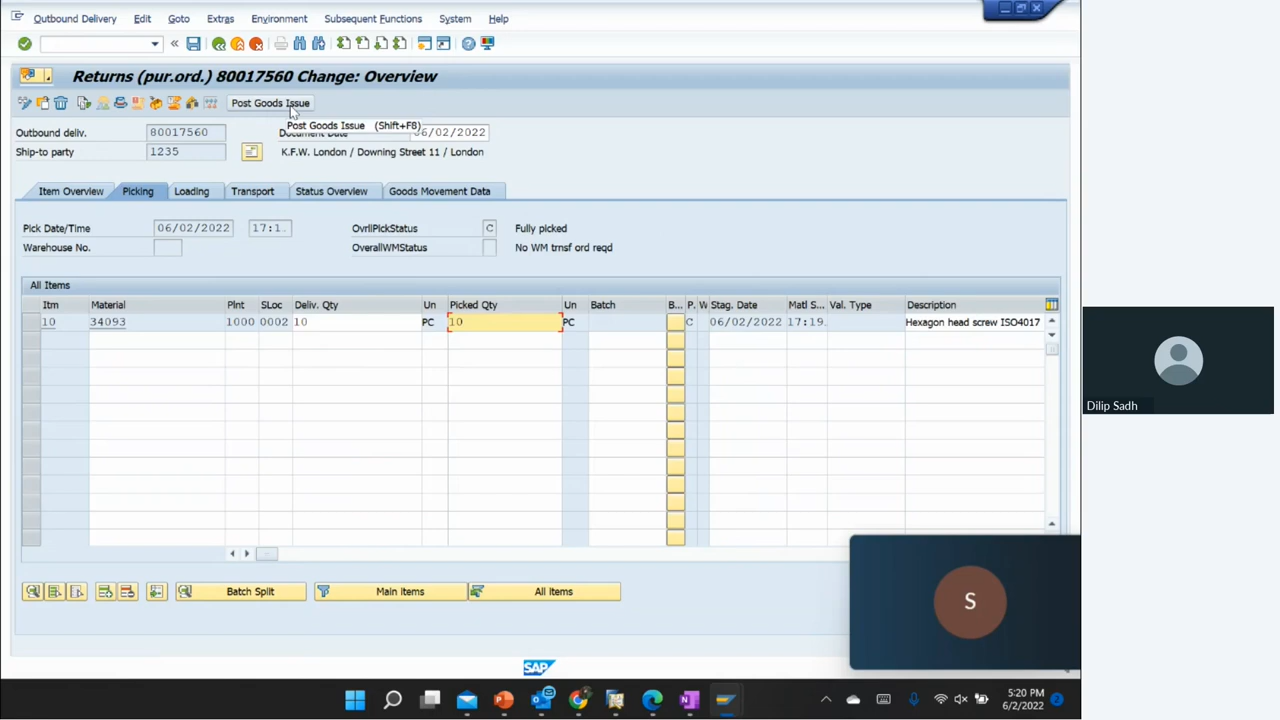 Outbound Delivery Edit Goto Extras Environment Subsequent Functions System Help
Returns (pur.ord.) 80017560 Change: Overview
Post Goods Issue
Post Goods Issue (Shift+F8)
Outbound deliv. 80017560 Document Date 06/02/2022
Ship-to party 1235 K.F.W. London / Downing Street 11 / London
Item Overview Picking Loading Transport Status Overview Goods Movement Data
Pick Date/Time 06/02/2022 17:1.. OvrllPickStatus C Fully picked
Warehouse No. OverallWMStatus No WM trnsf ord reqd
All Items
Itm Material Plnt SLoc Deliv. Qty Un Picked Qty Un Batch B... P. W Stag. Date Matl S... Val. Type Description
10 34093 1000 0002 10 PC 10 PC C 06/02/2022 17:19.. Hexagon head screw ISO4017
Dilip Sadh
Batch Split Main Items All Items
S
SAP
5:20 PM
6/2/2022
2